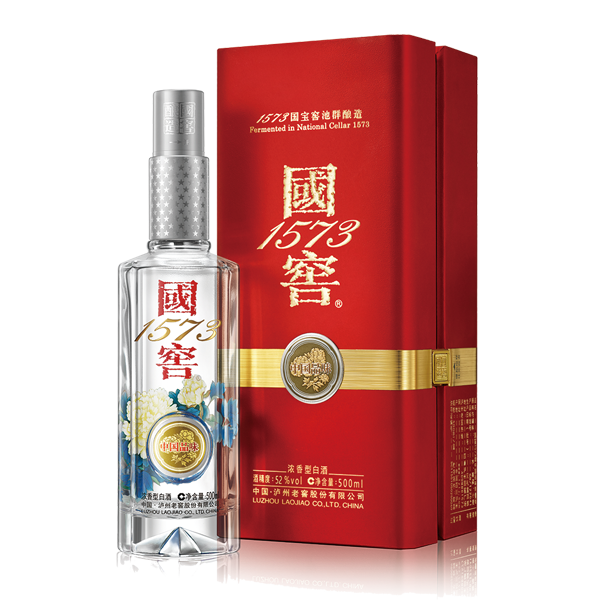 國
1573
窖
中国品味
浓香型白酒 净含量:500ml
中国·泸州老窖股份有限公司
LUZHOU LAOJIAO CO.,LTD.CHINA
1573国宝窖池群酿造
Fermented in National Cellar 1573
國
1573
窖
®
中国品味
浓香型白酒
酒精度:52%vol 净含量:500ml
中国·泸州老窖股份有限公司
LUZHOU LAOJIAO CO.,LTD.CHINA